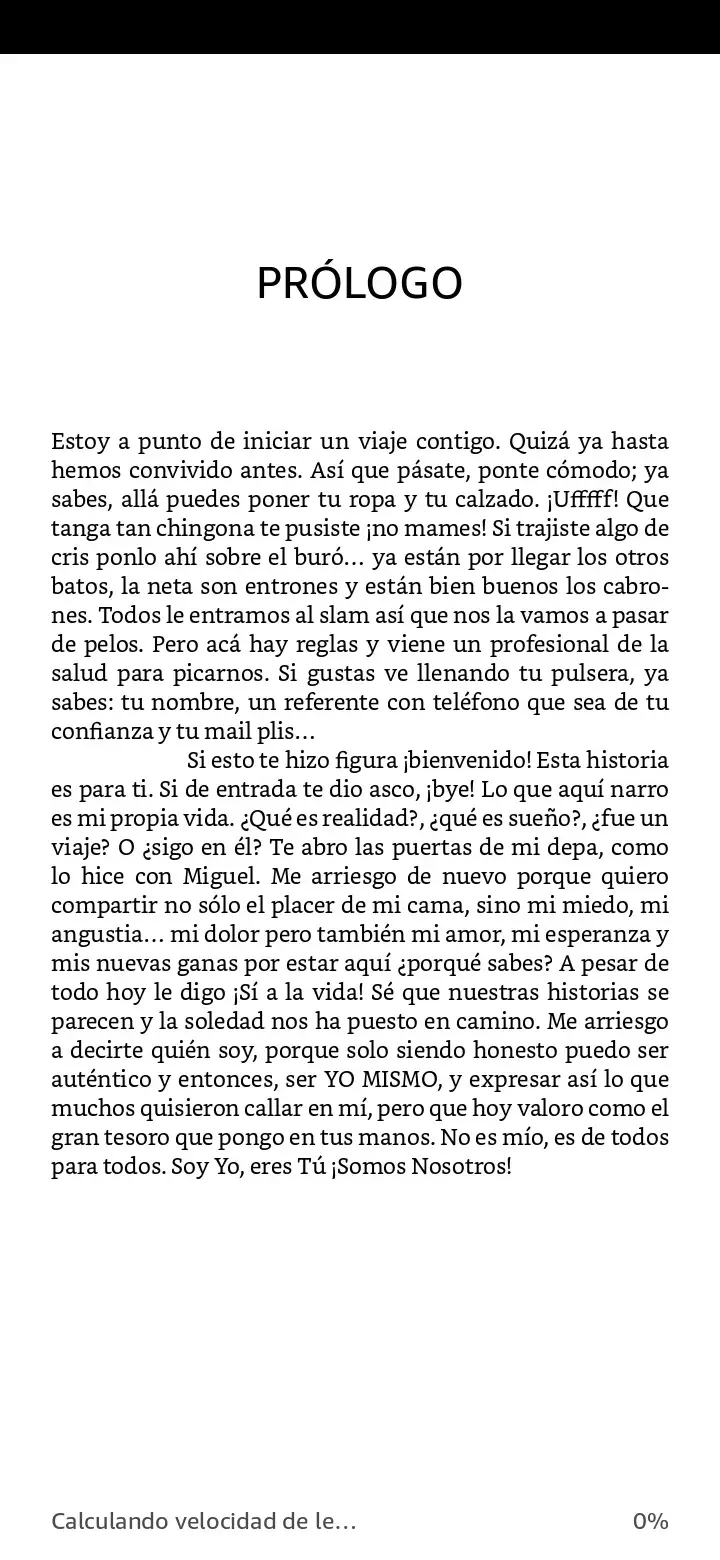 PRÓLOGO
Estoy a punto de iniciar un viaje contigo. Quizá ya hasta
hemos convivido antes. Así que pásate, ponte cómodo; ya
sabes, allá puedes poner tu ropa y tu calzado. ¡Ufffff! Que
tanga tan chingona te pusiste ¡no mames! Si trajiste algo de
cris ponlo ahí sobre el buró... ya están por llegar los otros
batos, la neta son entrones y están bien buenos los cabro-
nes. Todos le entramos al slam así que nos la vamos a pasar
de pelos. Pero acá hay reglas y viene un profesional de la
salud para picarnos. Si gustas ve llenando tu pulsera, ya
sabes: tu nombre, un referente con teléfono que sea de tu
confianza y tu mail plis...
Si esto te hizo figura ¡bienvenido! Esta historia
es para ti. Si de entrada te dio asco, ¡bye! Lo que aquí narro
es mi propia vida. ¿Qué es realidad?, ¿qué es sueño?, ¿fue un
viaje? O ¿sigo en él? Te abro las puertas de mi depa, como
lo hice con Miguel. Me arriesgo de nuevo porque quiero
compartir no sólo el placer de mi cama, sino mi miedo, mi
angustia... mi dolor pero también mi amor, mi esperanza y
mis nuevas ganas por estar aquí ¿porqué sabes? A pesar de
todo hoy le digo ¡Sí a la vida! Sé que nuestras historias se
parecen y la soledad nos ha puesto en camino. Me arriesgo
a decirte quién soy, porque solo siendo honesto puedo ser
auténtico y entonces, ser YO MISMO, y expresar así lo que
muchos quisieron callar en mí, pero que hoy valoro como el
gran tesoro que pongo en tus manos. No es mío, es de todos
para todos. Soy Yo, eres Tú ¡Somos Nosotros!
Calculando velocidad de le... 0%